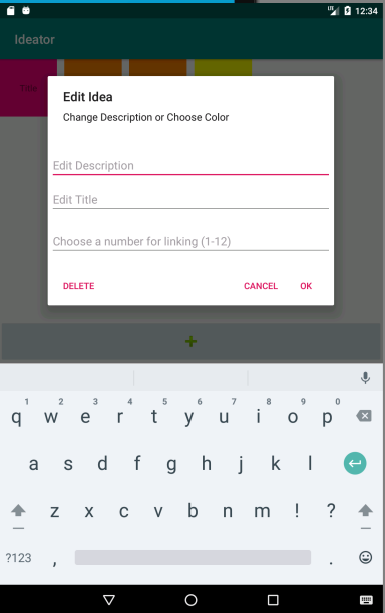 12:34
Ideator
Title
Edit Idea
Change Description or Choose Color
Edit Description
Edit Title
Choose a number for linking (1-12)
DELETE CANCEL OK
+
1 2 3 4 5 6 7 8 9 0
q w e r t y u i o p
a s d f g h j k l
z x c v b n m ! ?
?123 , .